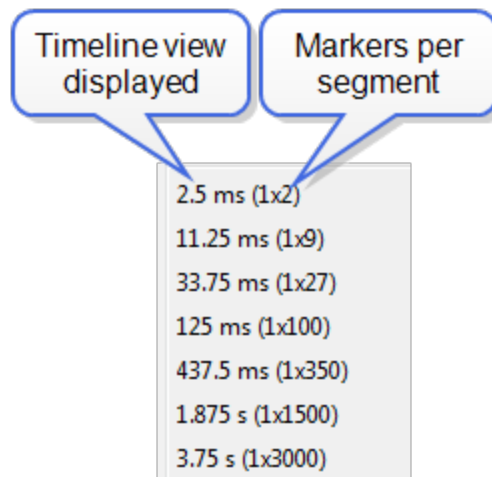 Timeline view
displayed
Markers per
segment
2.5 ms (1x2)
11.25 ms (1x9)
33.75 ms (1x27)
125 ms (1x100)
437.5 ms (1x350)
1.875 s (1x1500)
3.75 s (1x3000)